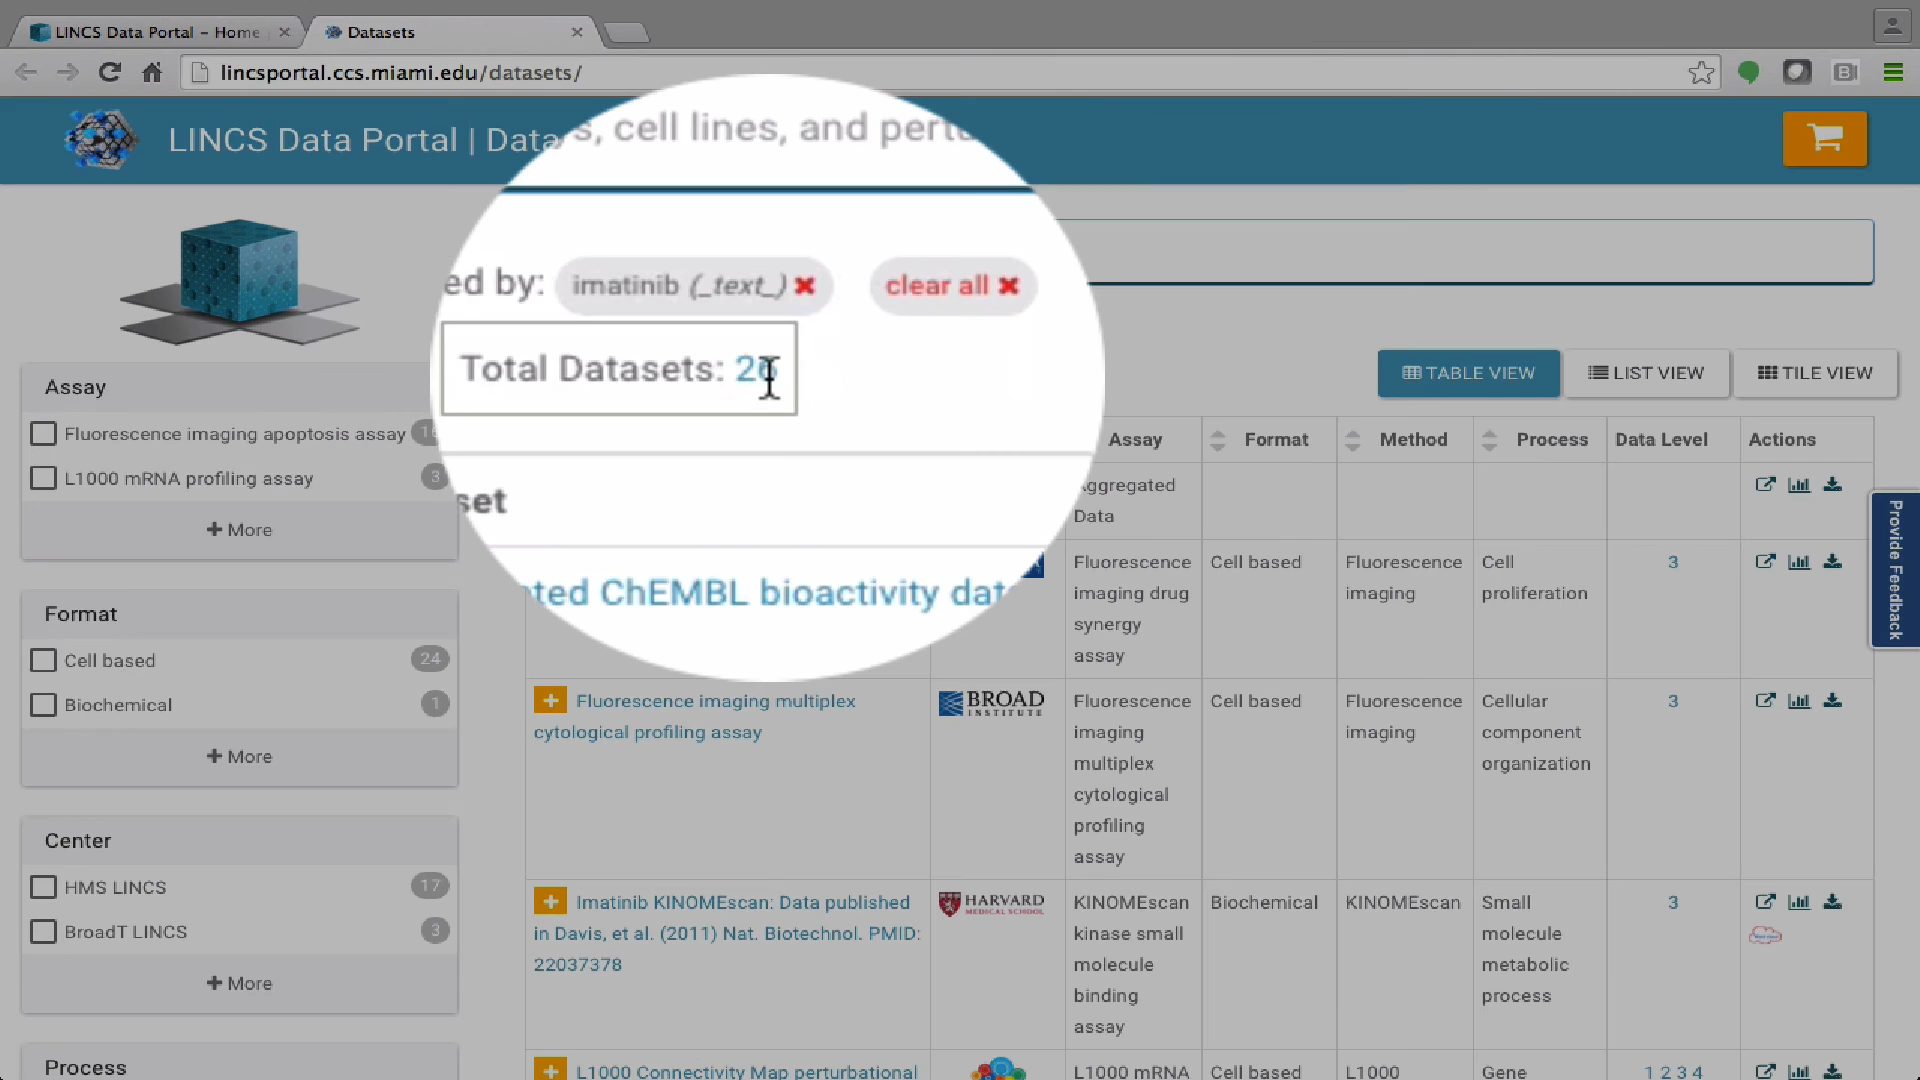 LINCS Data Portal - Home
Datasets
lincsportal.ccs.miami.edu/datasets/
LINCS Data Portal | Data
s, cell lines, and pert
ed by: imatinib (_text_) ✖ clear all ✖
Total Datasets:
TABLE VIEW
LIST VIEW
TILE VIEW
Assay
Fluorescence imaging apoptosis assay
L1000 mRNA profiling assay 3
+ More
Format
Cell based 24
Biochemical 1
+ More
Center
HMS LINCS 17
BroadT LINCS 3
+ More
Process
set
Assay Format Method Process Data Level Actions
ted ChEMBL bioactivity dat
Aggregated
Data
Fluorescence
imaging drug
synergy
assay
Cell based
Fluorescence
imaging
Cell
proliferation
3
Fluorescence imaging multiplex
cytological profiling assay
BROAD
INSTITUTE
Fluorescence
imaging
multiplex
cytological
profiling
assay
Cell based
Fluorescence
imaging
Cellular
component
organization
3
Imatinib KINOMEscan: Data published
in Davis, et al. (2011) Nat. Biotechnol. PMID:
22037378
HARVARD
MEDICAL SCHOOL
KINOMEscan
kinase small
molecule
binding
assay
Biochemical
KINOMEscan
Small
molecule
metabolic
process
3
L1000 Connectivity Map perturbational
L1000 mRNA
Cell based
L1000
Gene
1 2 3 4
Provide Feedback